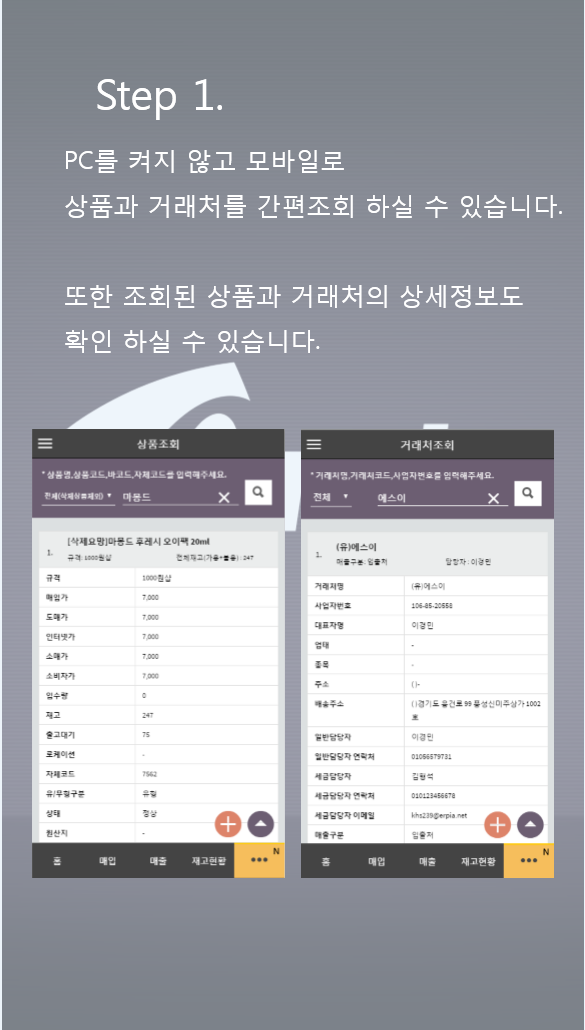 Step 1.
PC를 켜지 않고 모바일로
상품과 거래처를 간편조회 하실 수 있습니다.
또한 조회된 상품과 거래처의 상세정보도
확인 하실 수 있습니다.
상품조회
* 상품명,상품코드,바코드,자체코드를 입력해주세요.
전체(삭제/보류제외) ▼ 마몽드
[삭제요망]마몽드 후레시 오이팩 20ml
1.
규격: 1000원샵 전체재고(가용+불용) : 247
규격 1000원샵
매입가 7,000
도매가 7,000
인터넷가 7,000
소매가 7,000
소비자가 7,000
입수량 0
재고 247
출고대기 75
로케이션 -
자체코드 7562
유/무형구분 유형
상태 정상
원산지 -
홈 매입 매출 재고현황 ••• N
거래처조회
* 거래처명,거래처코드,사업자번호를 입력해주세요.
전체 ▼ 에스이
(유)에스이
1.
매출구분: 입출처 담당자 : 이경민
거래처명 (유)에스이
사업자번호 106-85-20558
대표자명 이경민
업태 -
종목 -
주소 ()-
배송주소 ()경기도 용건로 99 풍성신미주상가 1002
호
일반담당자 이경민
일반담당자 연락처 01056579731
세금담당자 김형석
세금담당자 연락처 010123456678
세금담당자 이메일 khs239@erpia.net
매출구분 입출처
홈 매입 매출 재고현황 ••• N